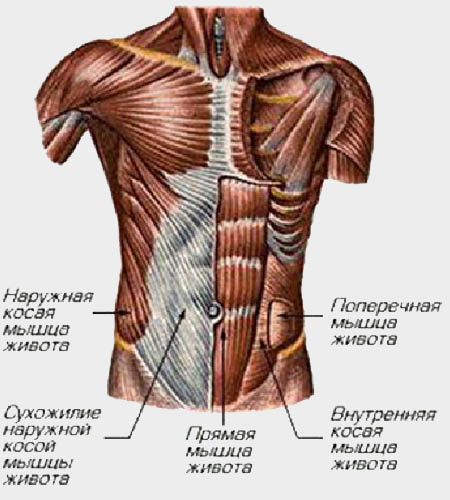 Наружная
косая
мышца
живота
Поперечная
мышца
живота
Сухожилие
наружной
косой
мышцы
живота
Прямая
мышца
живота
Внутренняя
косая
мышца
живота